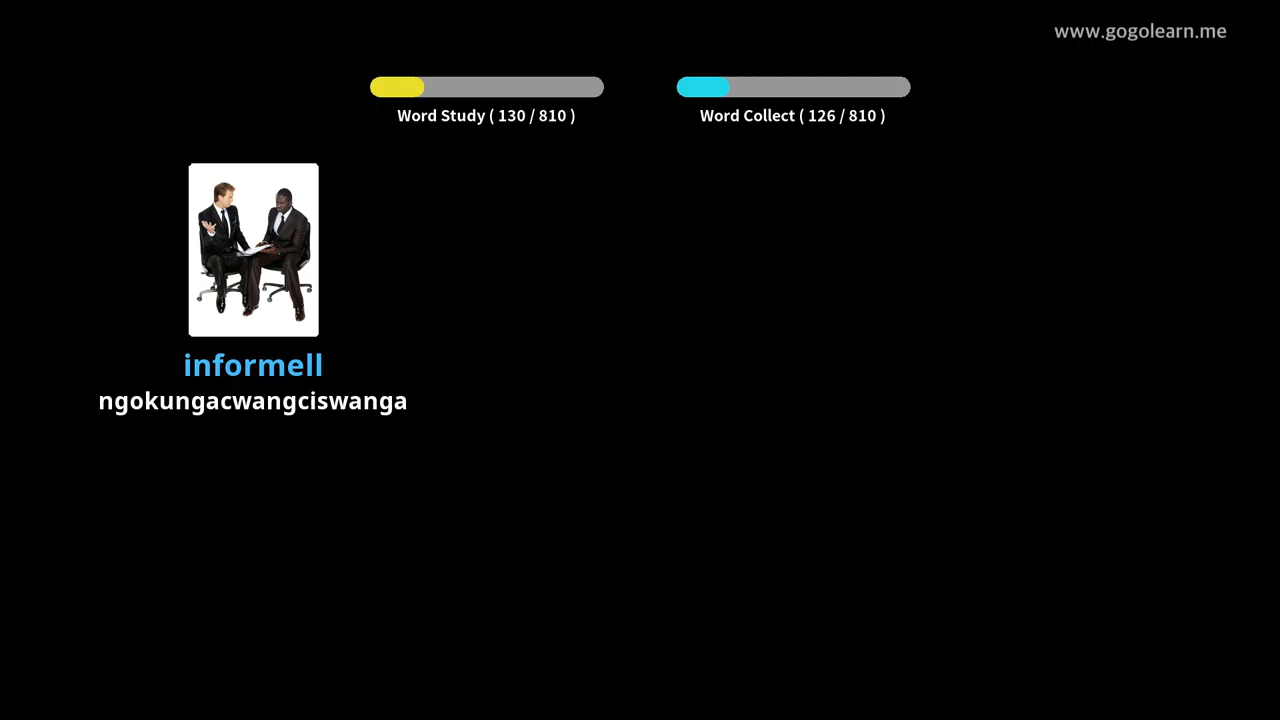 www.gogolearn.me
Word Study ( 130 / 810 )
Word Collect ( 126 / 810 )
informell
ngokungacwangciswanga